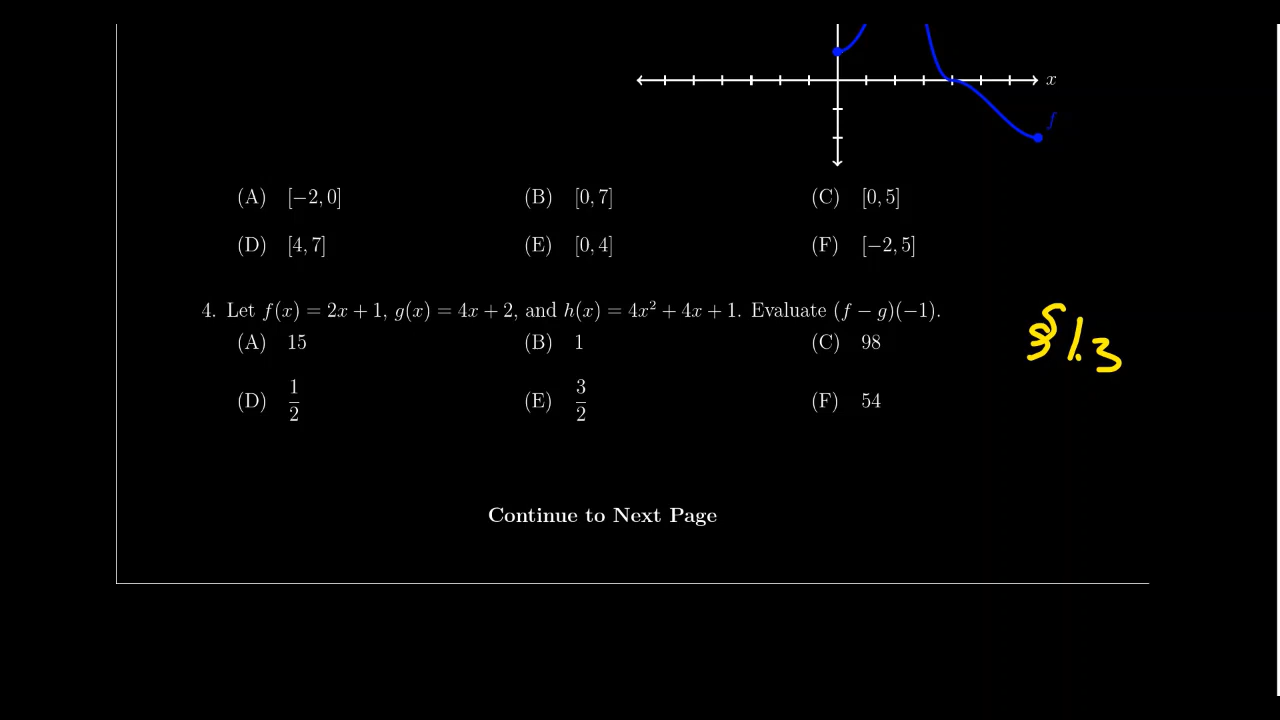 x
f
(A) [−2, 0] (B) [0, 7] (C) [0, 5]
(D) [4, 7] (E) [0, 4] (F) [−2, 5]
4. Let f(x) = 2x + 1, g(x) = 4x + 2, and h(x) = 4x² + 4x + 1. Evaluate (f − g)(−1).
§1.3
(A) 15 (B) 1 (C) 98
(D) 1/2 (E) 3/2 (F) 54
Continue to Next Page